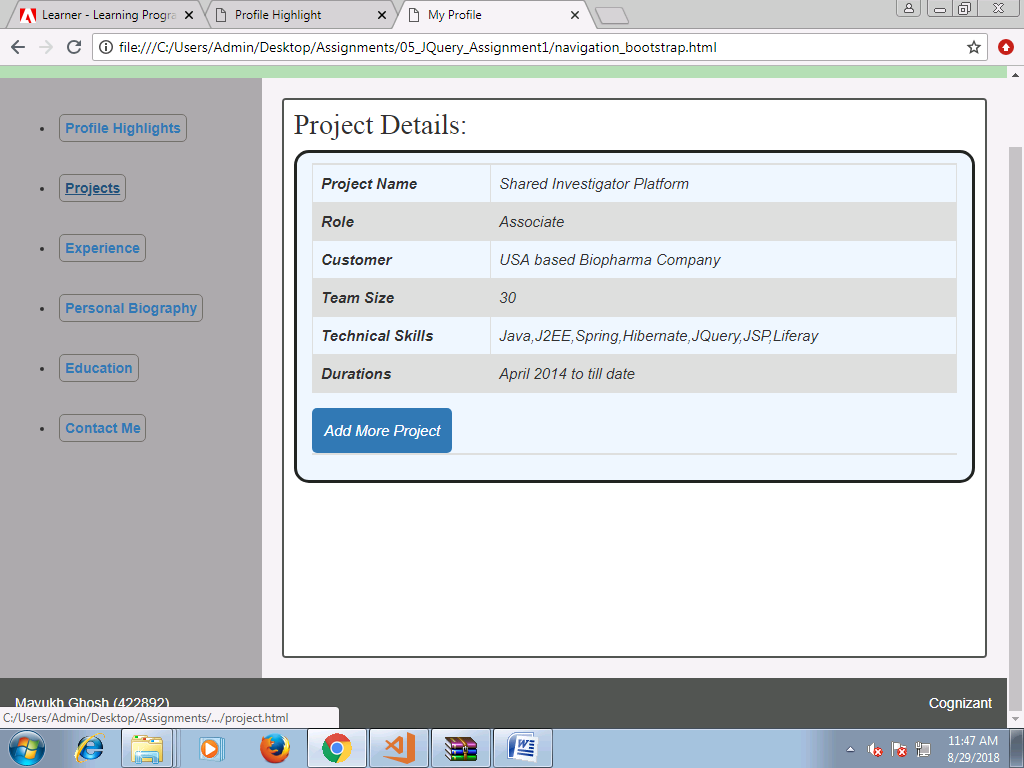 Learner - Learning Progra
Profile Highlight
My Profile
file:///C:/Users/Admin/Desktop/Assignments/05_JQuery_Assignment1/navigation_bootstrap.html
Profile Highlights
Projects
Experience
Personal Biography
Education
Contact Me
Project Details:
Project Name Shared Investigator Platform
Role Associate
Customer USA based Biopharma Company
Team Size 30
Technical Skills Java,J2EE,Spring,Hibernate,JQuery,JSP,Liferay
Durations April 2014 to till date
Add More Project
Mayukh Ghosh (422892) Cognizant
C:/Users/Admin/Desktop/Assignments/.../project.html
11:47 AM
8/29/2018